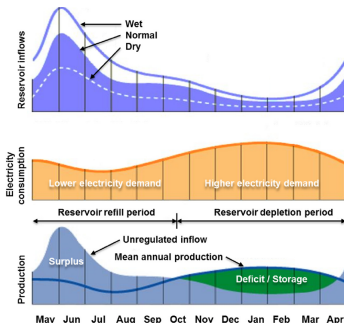 Reservoir inflows
Wet
Normal
Dry
Electricity
consumption
Lower electricity demand
Higher electricity demand
Reservoir refill period
Reservoir depletion period
Production
Unregulated inflow
Surplus
Mean annual production
Deficit / Storage
May Jun Jul Aug Sep Oct Nov Dec Jan Feb Mar Apr